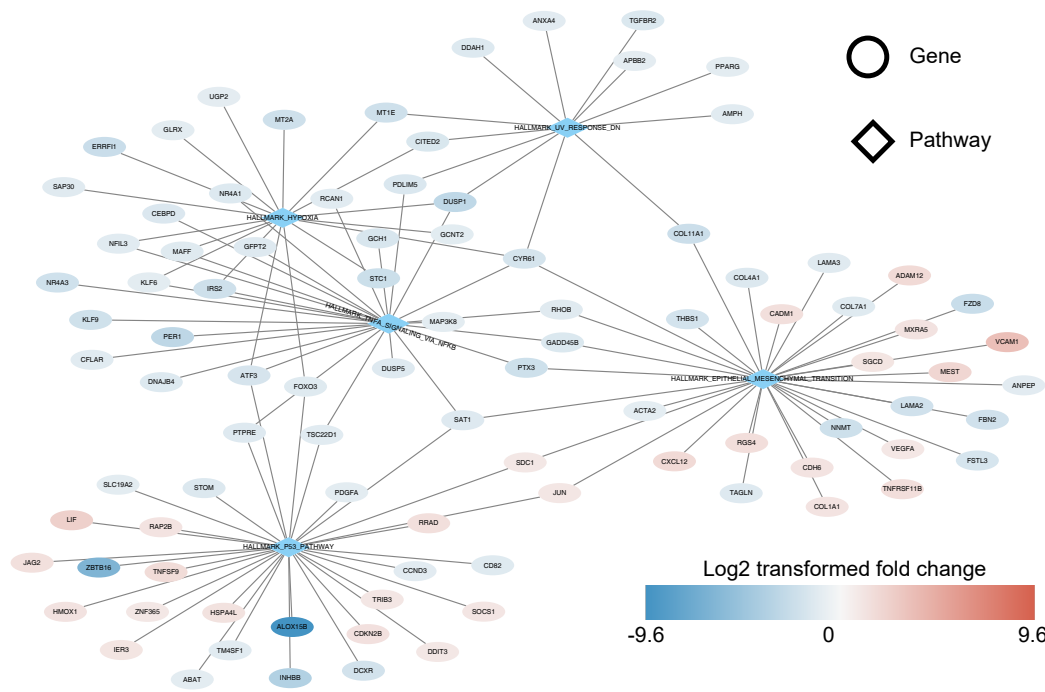 ANXA4
TGFBR2
DDAH1
APBB2
PPARG
Gene
UGP2
MT2A
MT1E
AMPH
GLRX
HALLMARK_UV_RESPONSE_DN
ERRFI1
CITED2
Pathway
SAP30
NR4A1
RCAN1
PDLIM5
DUSP1
CEBPD
HALLMARK_HYPOXIA
NFIL3
MAFF
GFPT2
GCH1
GCNT2
COL11A1
CYR61
LAMA3
NR4A3
KLF6
IRS2
STC1
COL4A1
ADAM12
HALLMARK_TNFA_SIGNALING_VIA_NFKB
RHOB
CADM1
COL7A1
FZD8
KLF9
MAP3K8
THBS1
MXRA5
PER1
GADD45B
VCAM1
CFLAR
DUSP5
PTX3
SGCD
MEST
DNAJB4
ATF3
FOXO3
HALLMARK_EPITHELIAL_MESENCHYMAL_TRANSITION
ANPEP
ACTA2
LAMA2
FBN2
PTPRE
TSC22D1
SAT1
NNMT
RGS4
VEGFA
SDC1
CXCL12
CDH6
FSTL3
SLC19A2
STOM
PDGFA
JUN
TAGLN
TNFRSF11B
COL1A1
LIF
RAP2B
RRAD
HALLMARK_P53_PATHWAY
JAG2
ZBTB16
TNFSF9
CCND3
CD82
Log2 transformed fold change
HMOX1
ZNF365
HSPA4L
TRIB3
SOCS1
ALOX15B
CDKN2B
-9.6
0
9.6
IER3
TM4SF1
DDIT3
ABAT
INHBB
DCXR